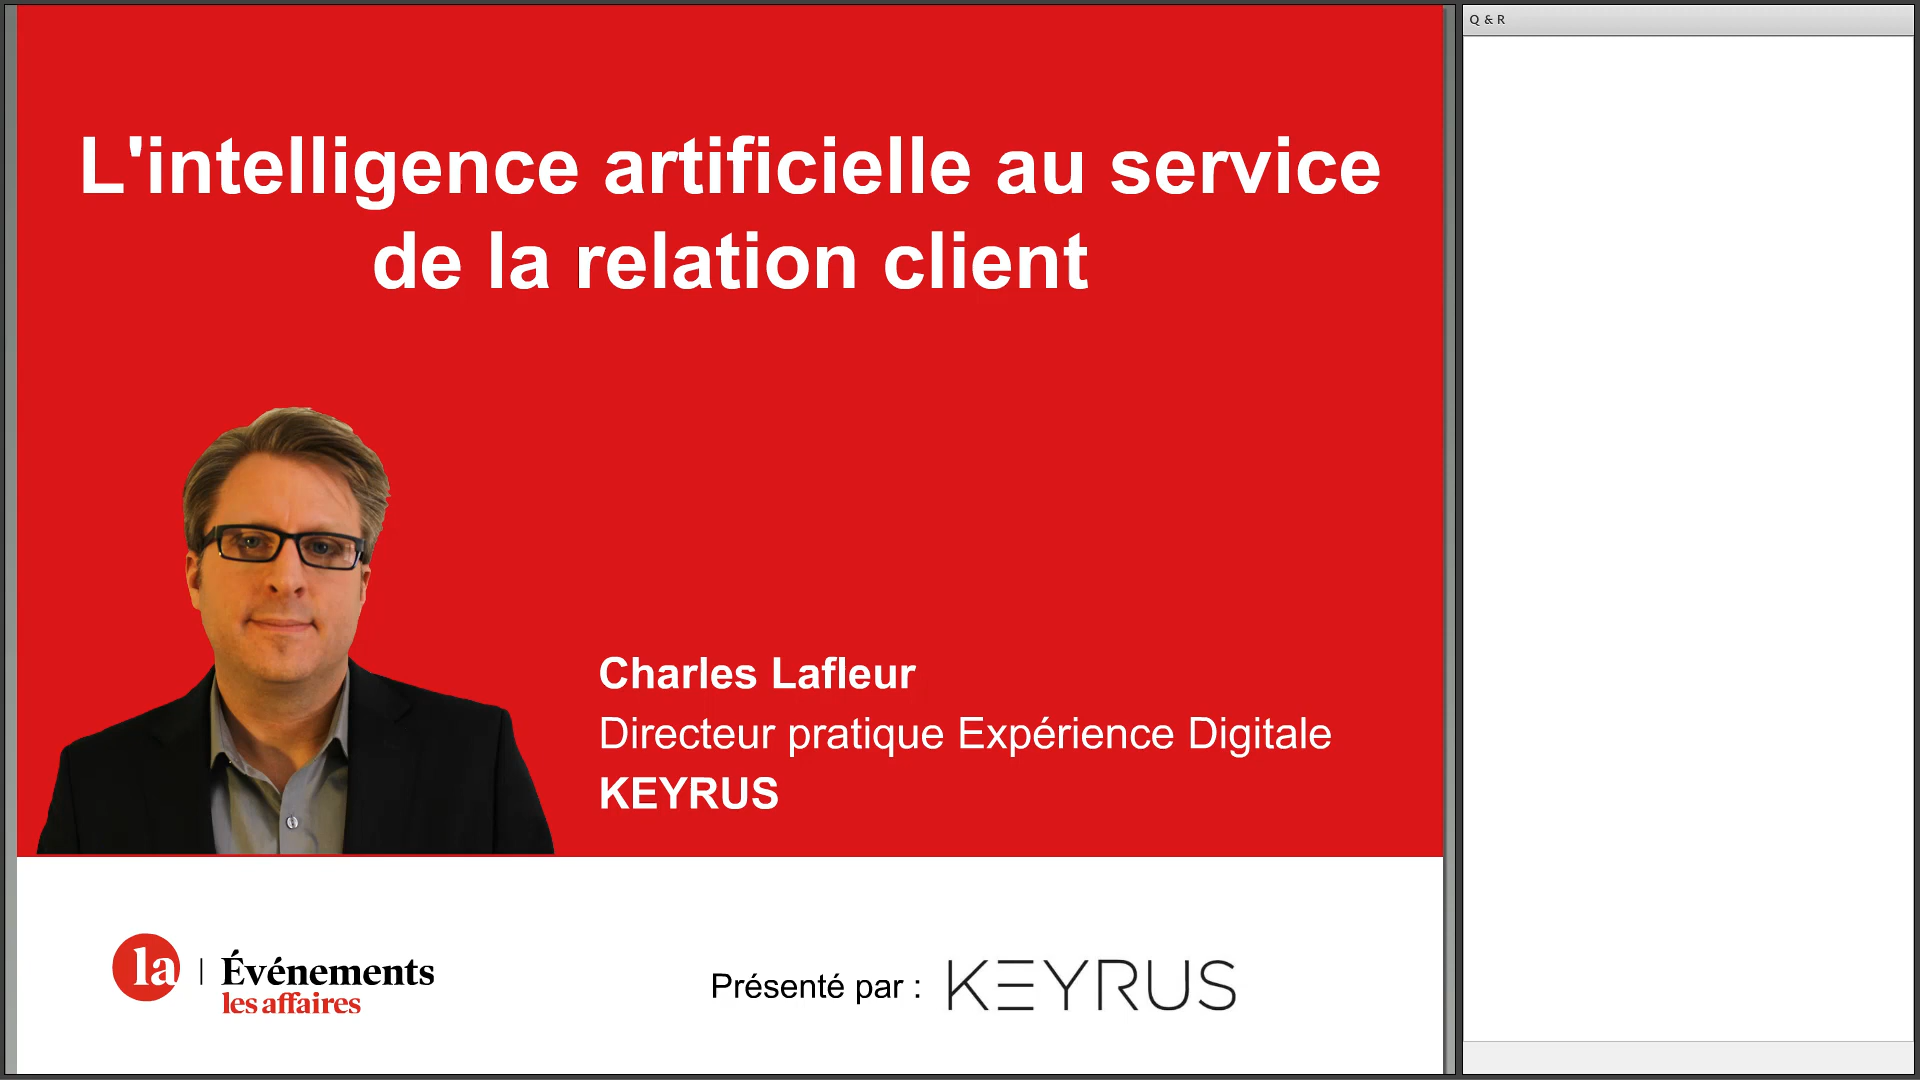 Q & R
L'intelligence artificielle au service
de la relation client
Charles Lafleur
Directeur pratique Expérience Digitale
KEYRUS
la
Événements
les affaires
Présenté par :
KEYRUS